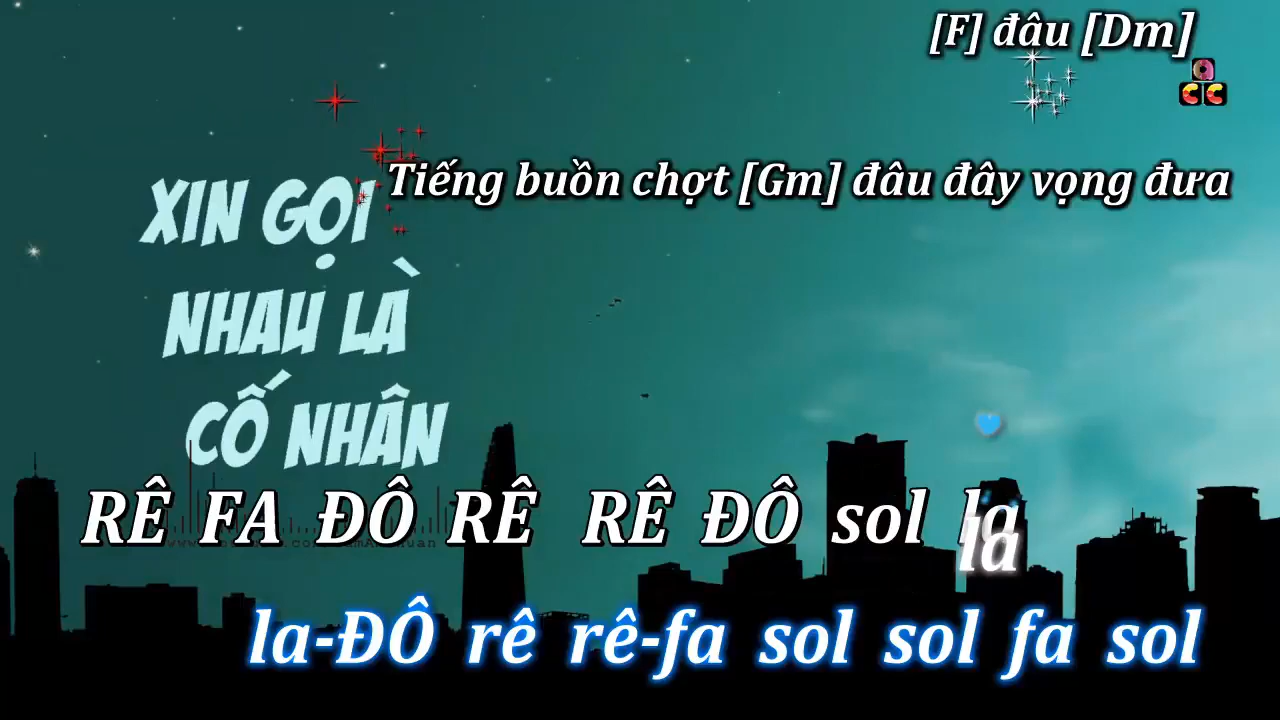 [F] đâu [Dm]
A
C C
Tiếng buồn chợt [Gm] đâu đây vọng đưa
XIN GỌI
NHAU LÀ
CỐ NHÂN
RÊ FA ĐÔ RÊ RÊ ĐÔ sol la
la
la-ĐÔ rê rê-fa sol sol fa sol